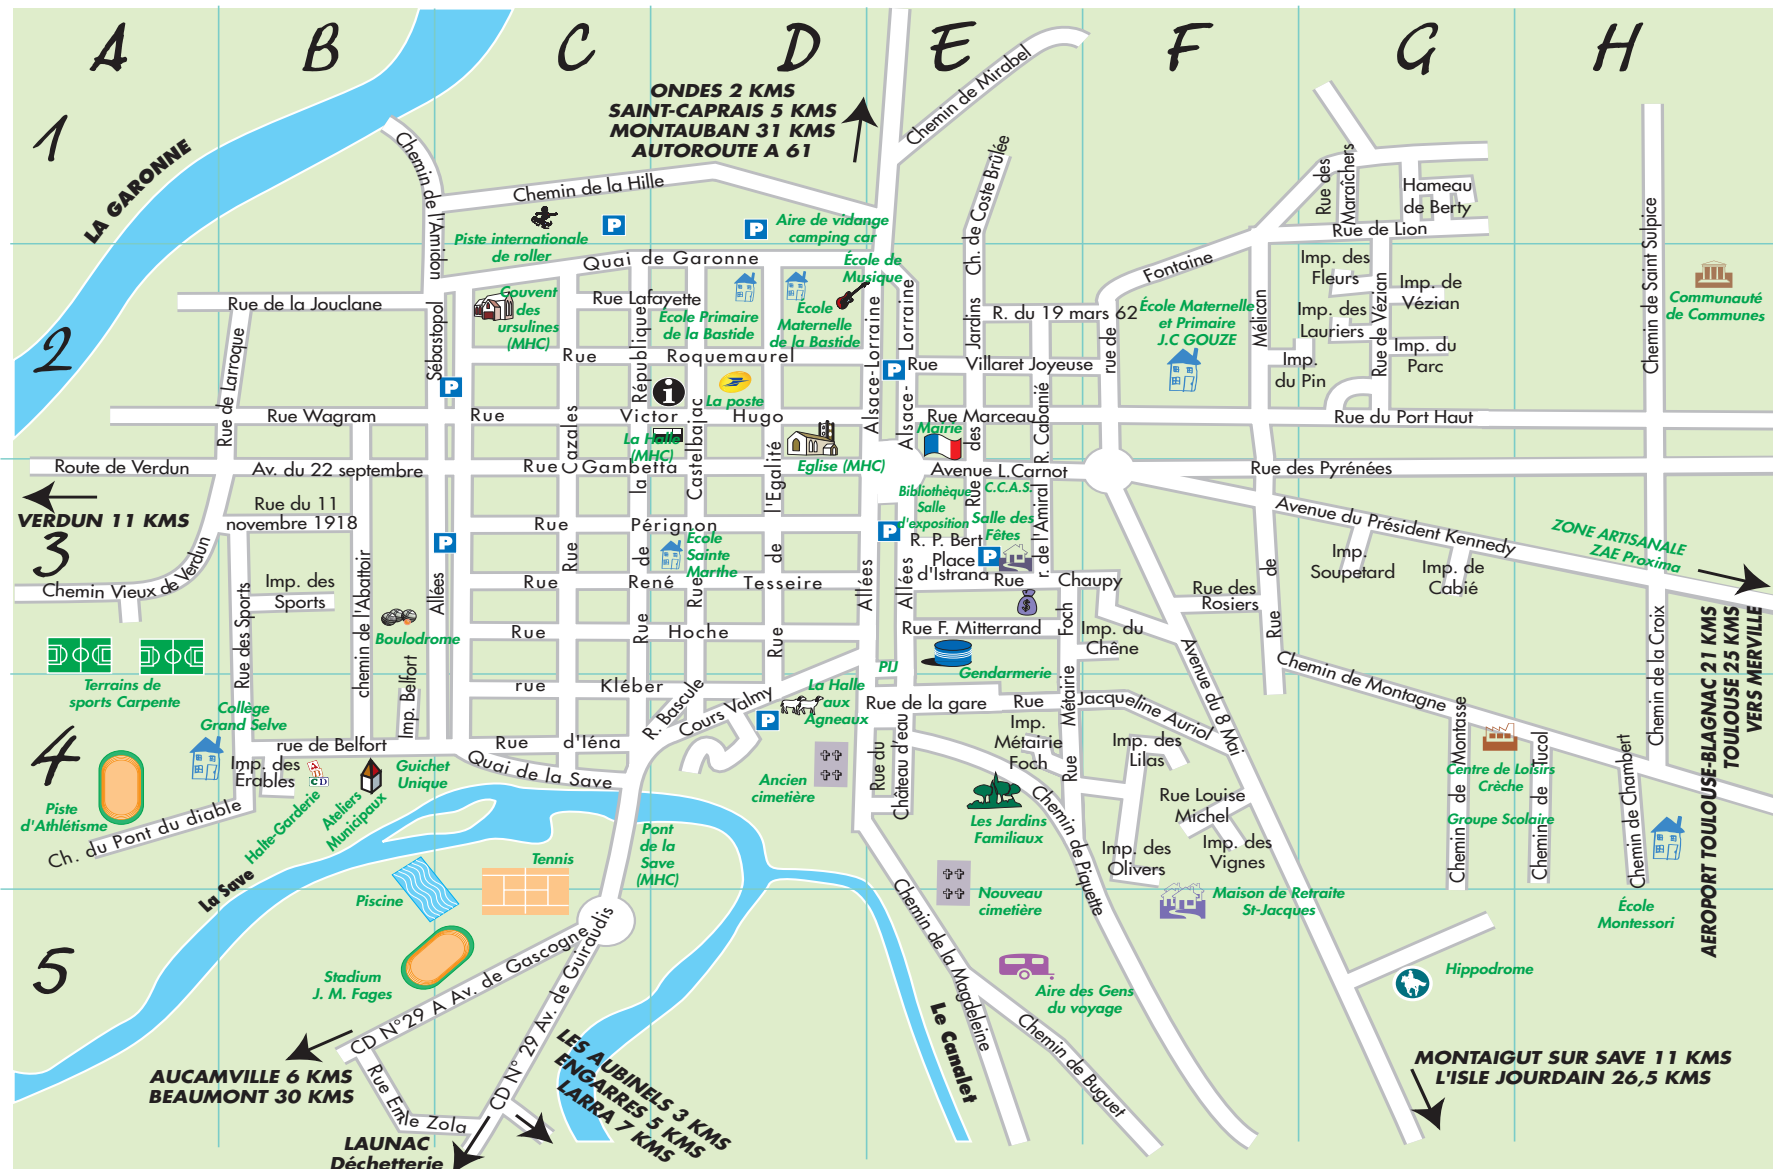 A
B
C
D
E
F
G
H
1
2
3
4
5
LA GARONNE
ONDES 2 KMS
SAINT-CAPRAIS 5 KMS
MONTAUBAN 31 KMS
AUTOROUTE A 61
Chemin de Mirabel
Chemin de l'Amiral
Chemin de la Hille
Piste internationale
de roller
P
P
Aire de vidange
camping car
Ch. de Coste Brûlée
Rue des
Maraîchers
Hameau
de Berty
Rue de Lion
Chemin de Saint Sulpice
Quai de Garonne
École de
Musique
Fontaine
Imp. des
Fleurs
Imp. de
Vézian
Communauté
de Communes
Rue de la Jouclane
Couvent
des
ursulines
(MHC)
Rue Lafayette
École Primaire
de la Bastide
École
Maternelle
de la Bastide
R. du 19 mars 62
École Maternelle
et Primaire
J.C GOUZE
Mélican
Imp. des
Lauriers
Rue de Vézian
Imp. du
Parc
Imp.
du Pin
Rue de Larroque
Sébastopol
République
Alsace-Lorraine
Alsace-Lorraine
Jardins
rue de
Rue Roquemaurel
P
P
Rue Villaret Joyeuse
La poste
Rue Wagram
Rue Victor Hugo
Rue Marceau
Rue du Port Haut
Cazales
Castelbajac
R. Cabanié
La Halle
(MHC)
Eglise (MHC)
Mairie
des
Route de Verdun
Av. du 22 septembre
Rue Gambetta
l'Egalité
la
Avenue L.Carnot
Rue des Pyrénées
VERDUN 11 KMS
Rue du 11
novembre 1918
Rue Pérignon
Bibliothèque
Salle
d'exposition
Rue
C.C.A.S.
Salle des
Fêtes
r. de l'Amiral
Avenue du Président Kennedy
ZONE ARTISANALE
ZAE Proxima
P
P
P
R. P. Bert
Place
d'Istrand
École
Sainte
Marthe
Rue
de
de
Chemin Vieux de Verdun
Imp. des
Sports
Rue René Tesseire
Rue Chaupy
Imp.
Soupetard
Imp. de
Cabié
Rue des
Rosiers
Rue de
Allées
Allées
Allées
Rue des Sports
chemin de l'Abattoir
Boulodrome
Rue Hoche
Rue
Rue
Rue
Rue F. Mitterrand
Foch
Imp. du
Chêne
Terrains de
sports Carpente
Imp. Belfort
PIJ
Gendarmerie
Avenue du 8 Mai
Chemin de Montagne
Chemin de la Croix
AEROPORT TOULOUSE-BLAGNAC 21 KMS
TOULOUSE 25 KMS
VERS MERVILLE
Collège
Grand Selve
rue Kléber
R. Bascule
Cours Valmy
La Halle
aux
Agneaux
P
Rue de la gare
Rue Jacqueline Auriol
Métairie
Rue
Imp.
Métairie
Foch
Imp. des
Lilas
Chemin de Montasse
Centre de Loisirs
Crèche
Groupe Scolaire
Chemin de Tucol
Chemin de Chambert
rue de Belfort
Rue d'Iéna
Quai de la Save
Imp. des
Erables
Guichet
Unique
Halte-Garderie
Ateliers
Municipaux
Piste
d'Athlétisme
Ch. du Pont du diable
Ancien
cimetière
Rue du
Château d'eau
Les Jardins
Familiaux
Chemin de Piquette
Rue Louise
Michel
Imp. des
Olivers
Imp. des
Vignes
La Save
Pont
de la
Save
(MHC)
Tennis
Piscine
Nouveau
cimetière
Maison de Retraite
St-Jacques
École
Montessori
Stadium
J. M. Fages
CD N°29 A Av. de Gascogne
CD N° 29 Av. de Guiraudis
Chemin de la Magdeleine
Aire des Gens
du voyage
Hippodrome
Le Canalet
Chemin de Buguet
AUCAMVILLE 6 KMS
BEAUMONT 30 KMS
Rue Emile Zola
LES AUBINELS 3 KMS
ENGARRES 5 KMS
LARRA 7 KMS
MONTAIGUT SUR SAVE 11 KMS
L'ISLE JOURDAIN 26,5 KMS
LAUNAC
Déchetterie